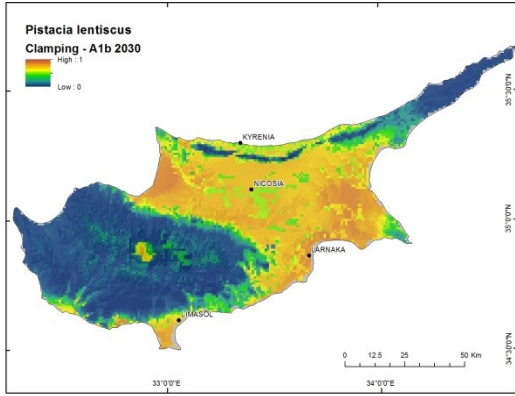 Pistacia lentiscus
Clamping - A1b 2030
High : 1
Low : 0
KYRENIA
NICOSIA
LARNAKA
LIMASOL
35°30'0"N
35°0'0"N
34°30'0"N
0 12.5 25 50 Km
33°0'0"E 34°0'0"E